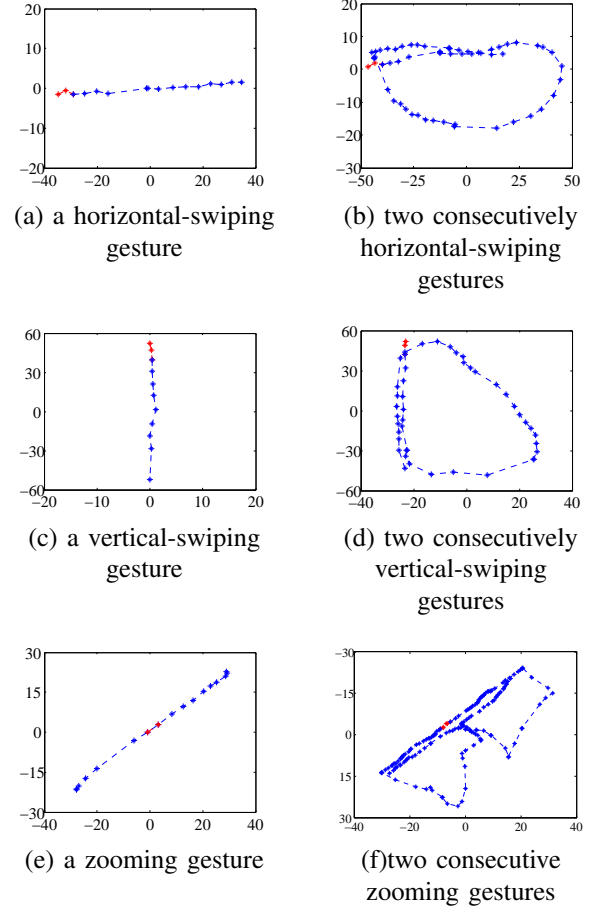 20
10
0
−10
−20
−40 −20 0 20 40
(a) a horizontal-swiping
gesture
20
10
0
−10
−20
−30
−50 −25 0 25 50
(b) two consecutively
horizontal-swiping
gestures
60
30
0
−30
−60
−20 −10 0 10 20
(c) a vertical-swiping
gesture
60
30
0
−30
−60
−40 −20 0 20 40
(d) two consecutively
vertical-swiping
gestures
30
15
0
−15
−30
−40 −20 0 20 40
(e) a zooming gesture
−30
−15
0
15
30
−40 −20 0 20 40
(f)two consecutive
zooming gestures